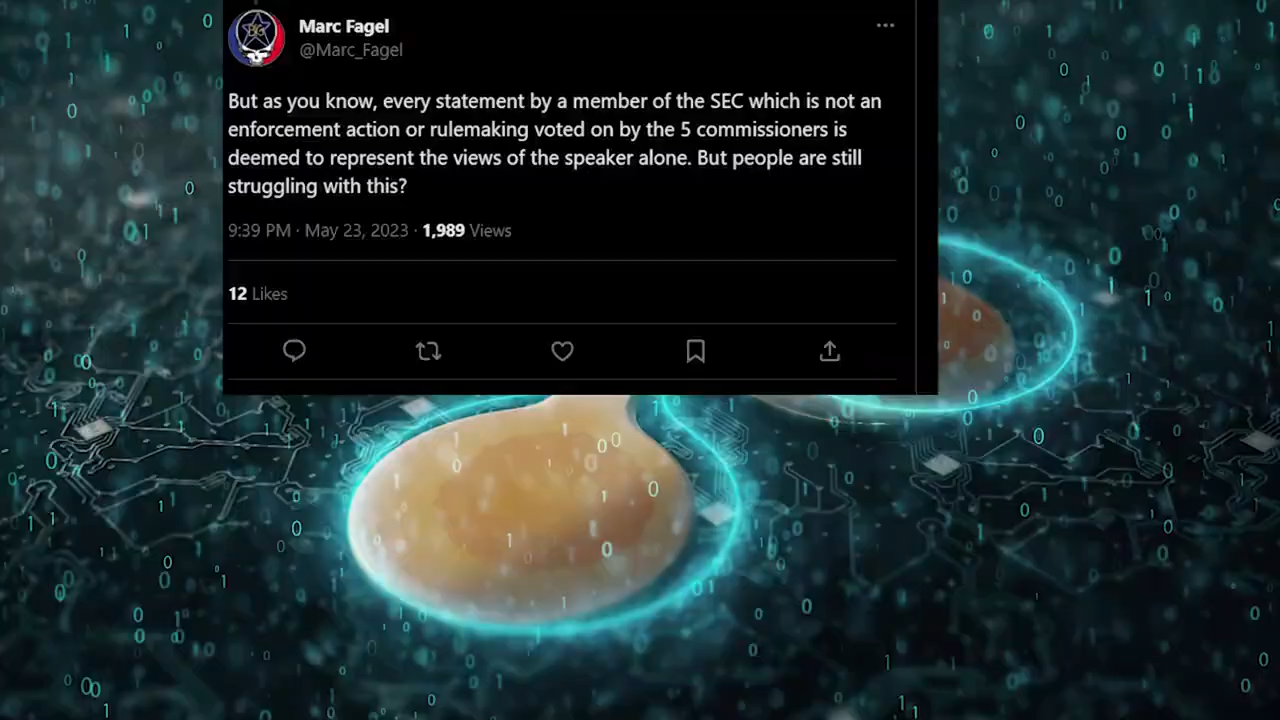 Marc Fagel
@Marc_Fagel
But as you know, every statement by a member of the SEC which is not an
enforcement action or rulemaking voted on by the 5 commissioners is
deemed to represent the views of the speaker alone. But people are still
struggling with this?
9:39 PM · May 23, 2023 · 1,989 Views
12 Likes